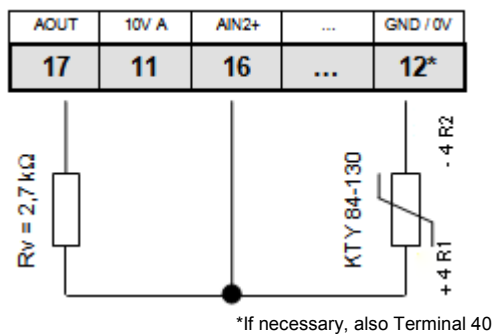 AOUT 10V A AIN2+ ... GND / 0V
17 11 16 ... 12*
Rv = 2,7 kΩ
KTY 84-130
- 4 R2
+ 4 R1
*If necessary, also Terminal 40